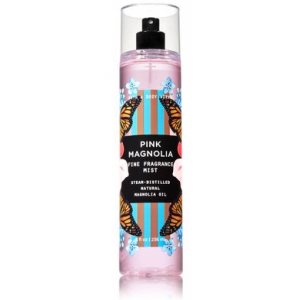 PINK
MAGNOLIA
FINE FRAGRANCE
MIST
STEAM-DISTILLED
NATURAL
MAGNOLIA OIL